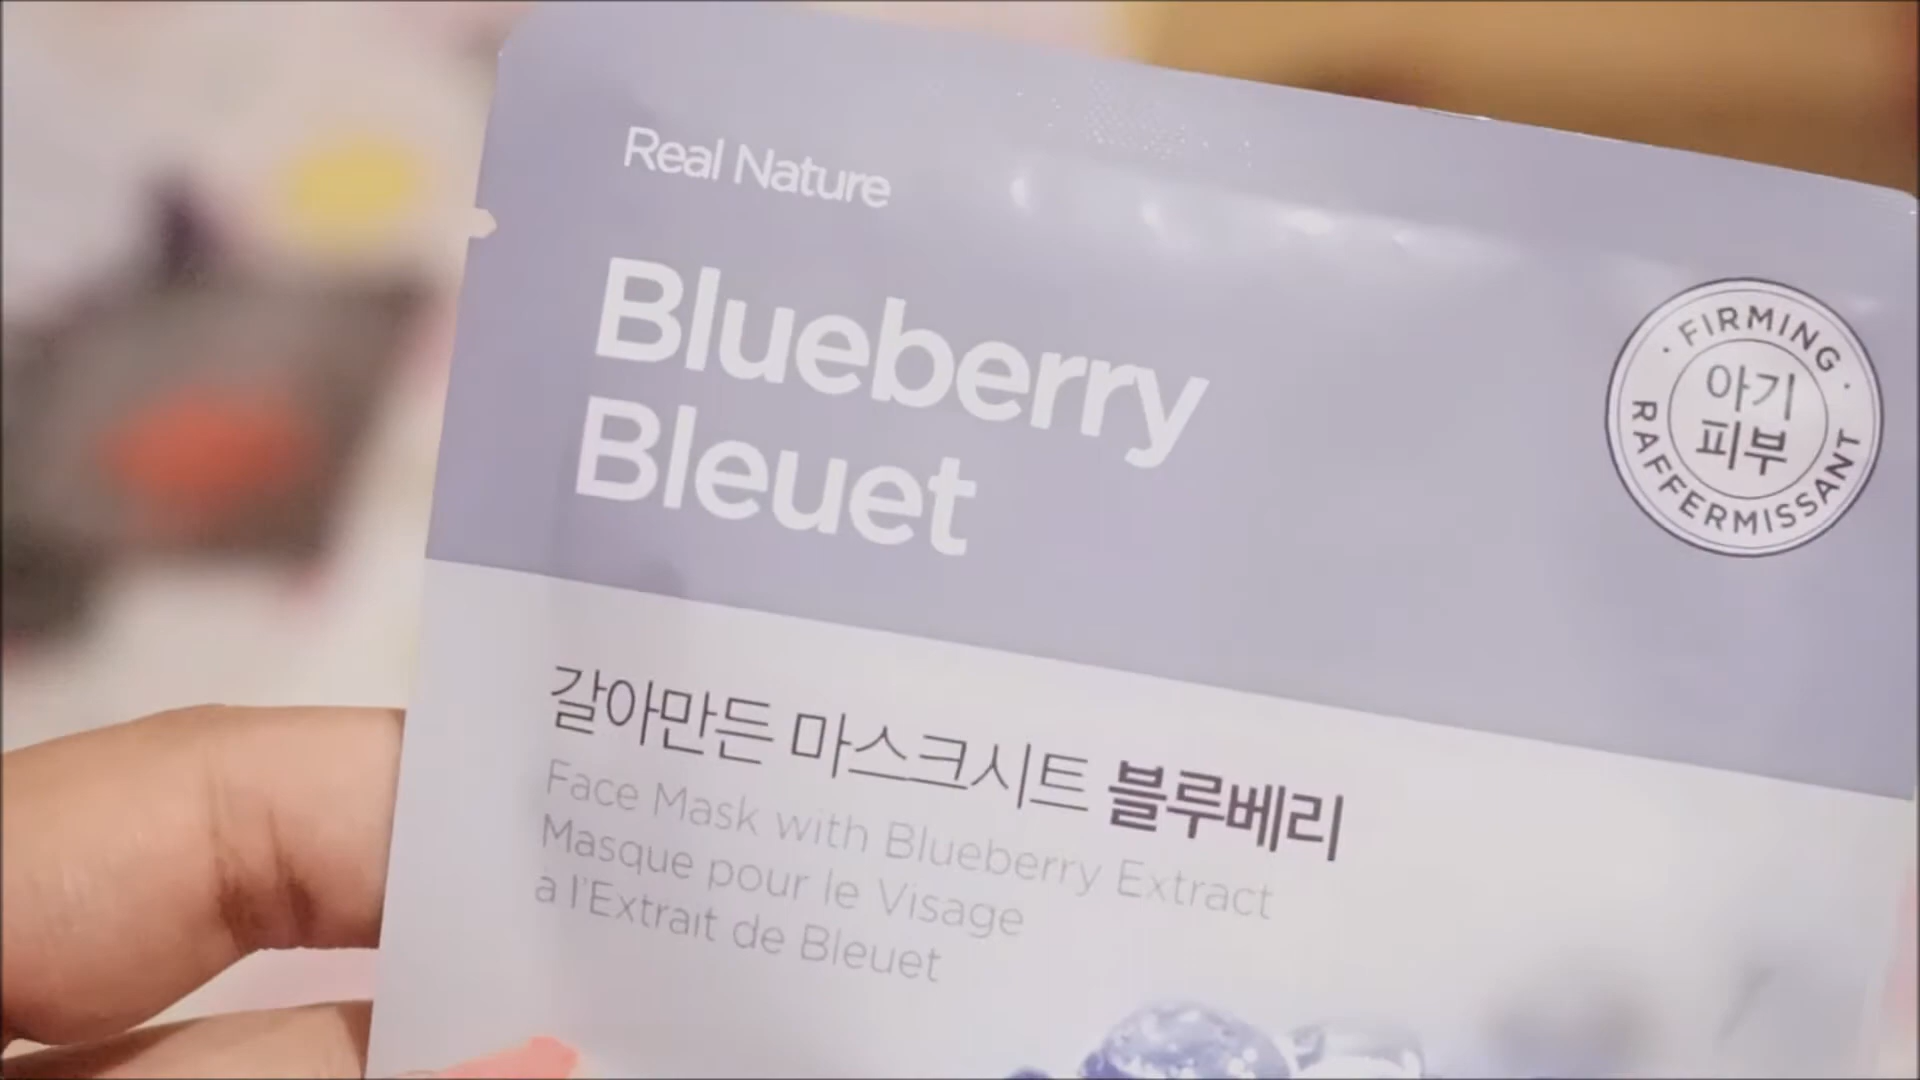 Real Nature
Blueberry
Bleuet
· FIRMING ·
아기
피부
RAFFERMISSANT
갈아만든 마스크시트 블루베리
Face Mask with Blueberry Extract
Masque pour le Visage
a l'Extrait de Bleuet